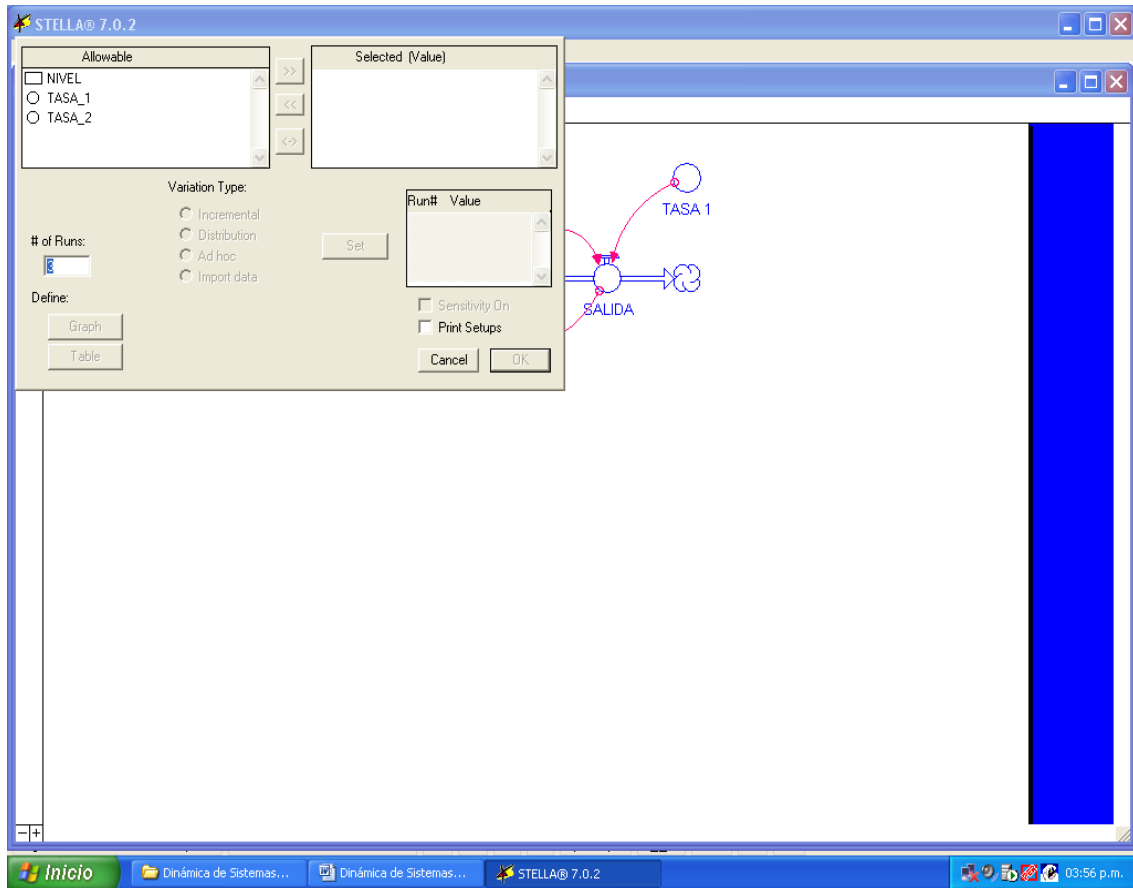 STELLA® 7.0.2
Allowable
Selected (Value)
NIVEL
TASA_1
TASA_2
>>
<<
<->
Variation Type:
Incremental
Distribution
Ad hoc
Import data
# of Runs:
3
Set
Run# Value
Define:
Graph
Table
Sensitivity On
Print Setups
Cancel
OK
TASA 1
SALIDA
Inicio
Dinámica de Sistemas...
Dinámica de Sistemas...
STELLA® 7.0.2
03:56 p.m.